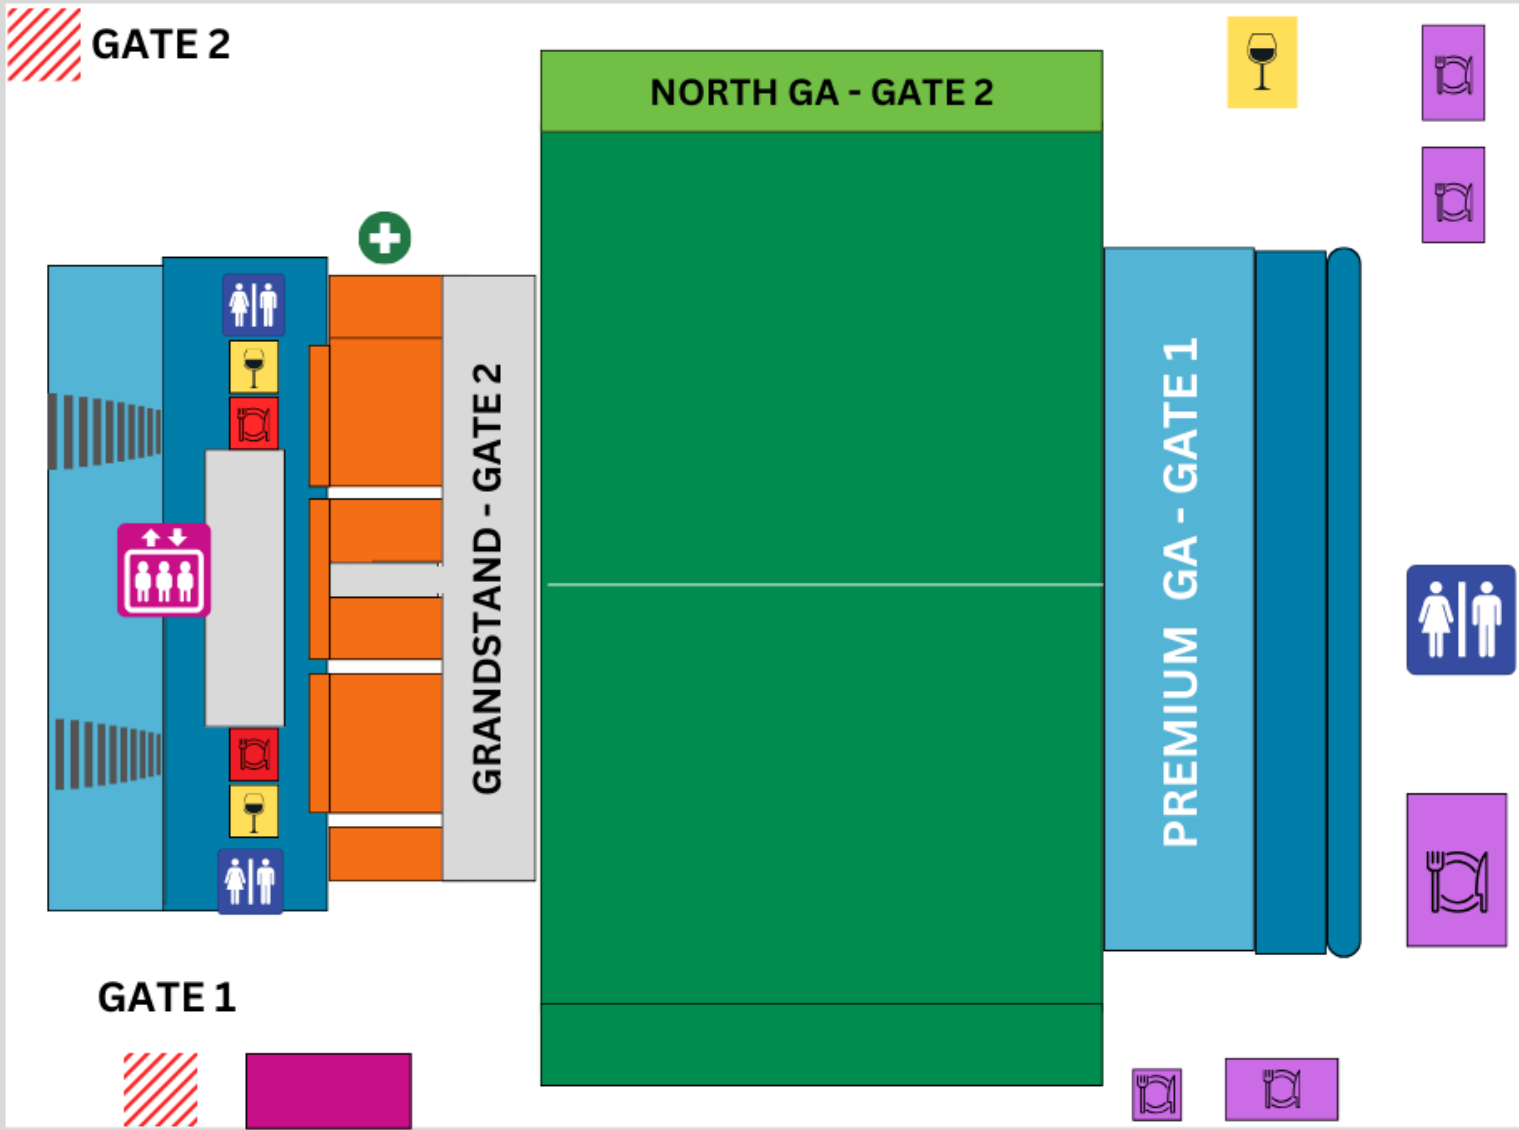 GATE 2
NORTH GA - GATE 2
GRANDSTAND - GATE 2
PREMIUM GA - GATE 1
GATE 1